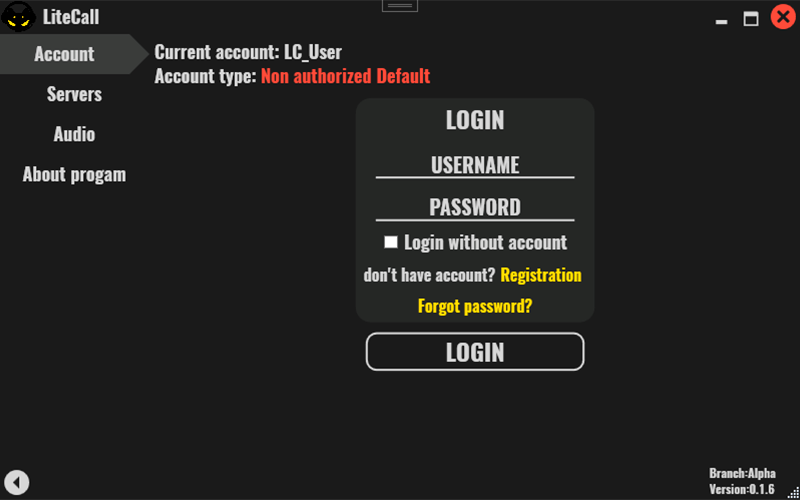 LiteCall
Account
Servers
Audio
About progam
Current account: LC_User
Account type: Non authorized Default
LOGIN
USERNAME
PASSWORD
Login without account
don't have account? Registration
Forgot password?
LOGIN
Branch:Alpha
Version:0.1.6